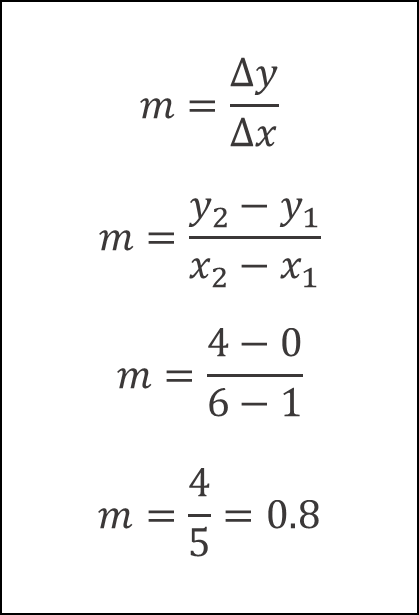 m = Δy / Δx
m = y₂ − y₁ / x₂ − x₁
m = 4 − 0 / 6 − 1
m = 4 / 5 = 0.8